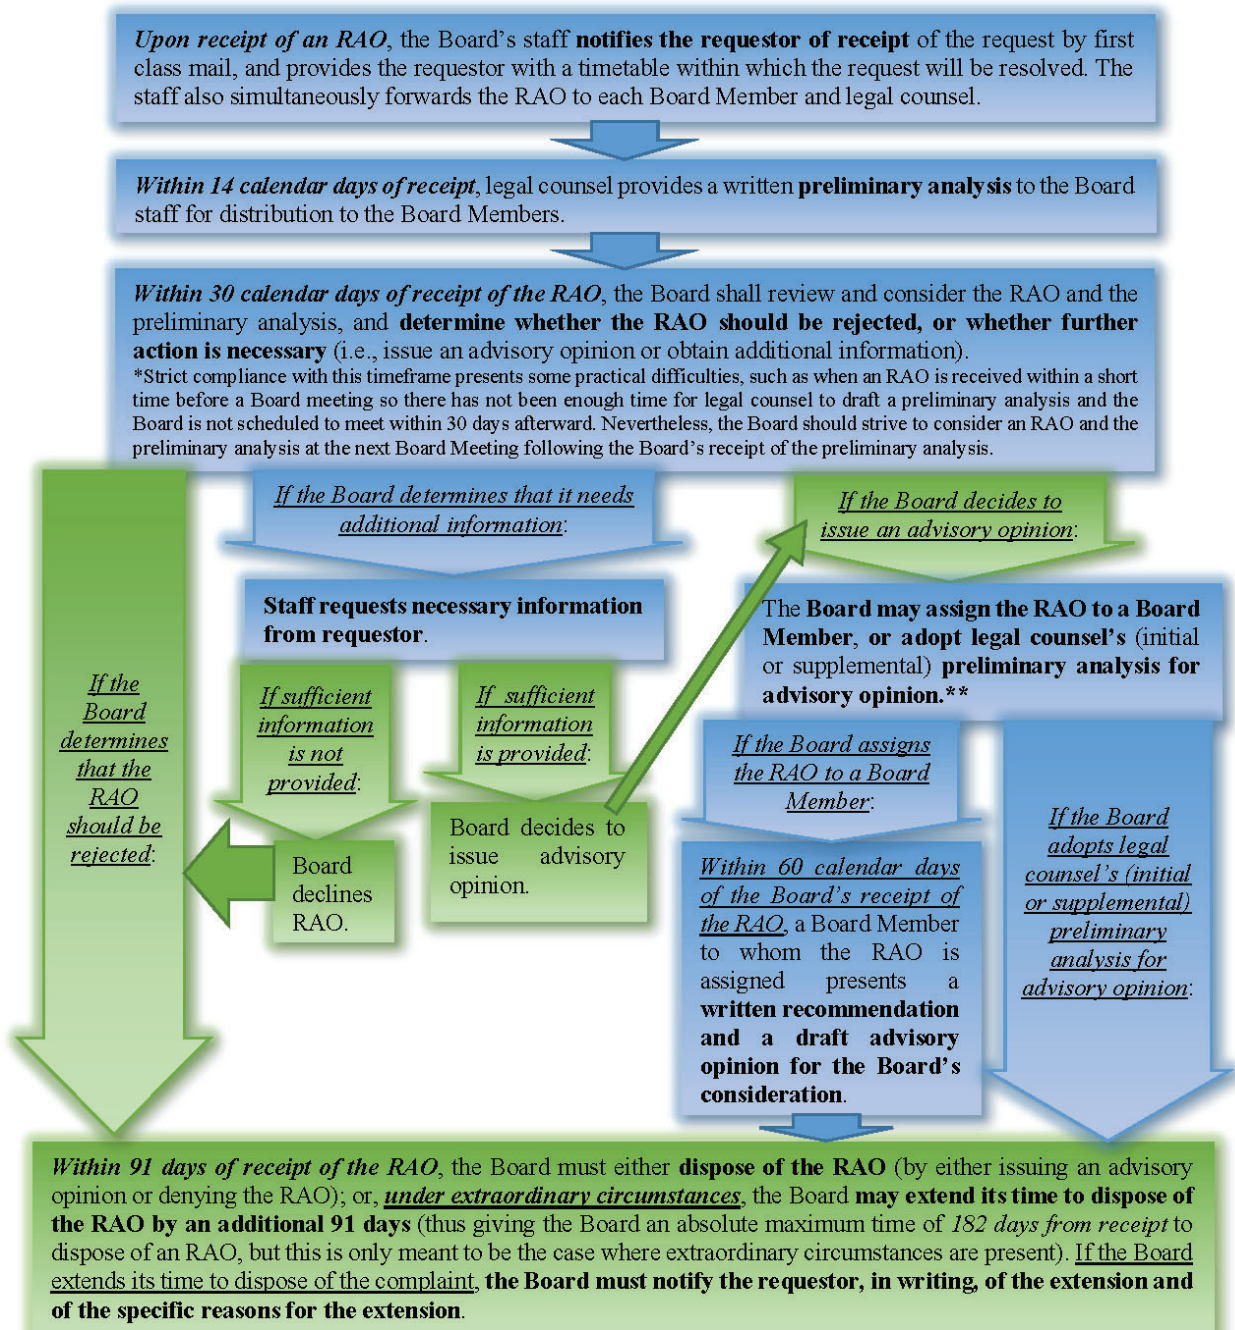 Upon receipt of an RAO, the Board's staff notifies the requestor of receipt of the request by first
class mail, and provides the requestor with a timetable within which the request will be resolved. The
staff also simultaneously forwards the RAO to each Board Member and legal counsel.
Within 14 calendar days of receipt, legal counsel provides a written preliminary analysis to the Board
staff for distribution to the Board Members.
Within 30 calendar days of receipt of the RAO, the Board shall review and consider the RAO and the
preliminary analysis, and determine whether the RAO should be rejected, or whether further
action is necessary (i.e., issue an advisory opinion or obtain additional information).
*Strict compliance with this timeframe presents some practical difficulties, such as when an RAO is received within a short
time before a Board meeting so there has not been enough time for legal counsel to draft a preliminary analysis and the
Board is not scheduled to meet within 30 days afterward. Nevertheless, the Board should strive to consider an RAO and the
preliminary analysis at the next Board Meeting following the Board's receipt of the preliminary analysis.
If the
Board
determines
that the
RAO
should be
rejected:
If the Board determines that it needs
additional information:
Staff requests necessary information
from requestor.
If sufficient
information
is not
provided:
Board
declines
RAO.
If sufficient
information
is provided:
Board decides to
issue advisory
opinion.
If the Board decides to
issue an advisory opinion:
The Board may assign the RAO to a Board
Member, or adopt legal counsel's (initial
or supplemental) preliminary analysis for
advisory opinion.**
If the Board assigns
the RAO to a Board
Member:
Within 60 calendar days
of the Board's receipt of
the RAO, a Board Member
to whom the RAO is
assigned presents a
written recommendation
and a draft advisory
opinion for the Board's
consideration.
If the Board
adopts legal
counsel's (initial
or supplemental)
preliminary
analysis for
advisory opinion:
Within 91 days of receipt of the RAO, the Board must either dispose of the RAO (by either issuing an advisory
opinion or denying the RAO); or, under extraordinary circumstances, the Board may extend its time to dispose of
the RAO by an additional 91 days (thus giving the Board an absolute maximum time of 182 days from receipt to
dispose of an RAO, but this is only meant to be the case where extraordinary circumstances are present). If the Board
extends its time to dispose of the complaint, the Board must notify the requestor, in writing, of the extension and
of the specific reasons for the extension.